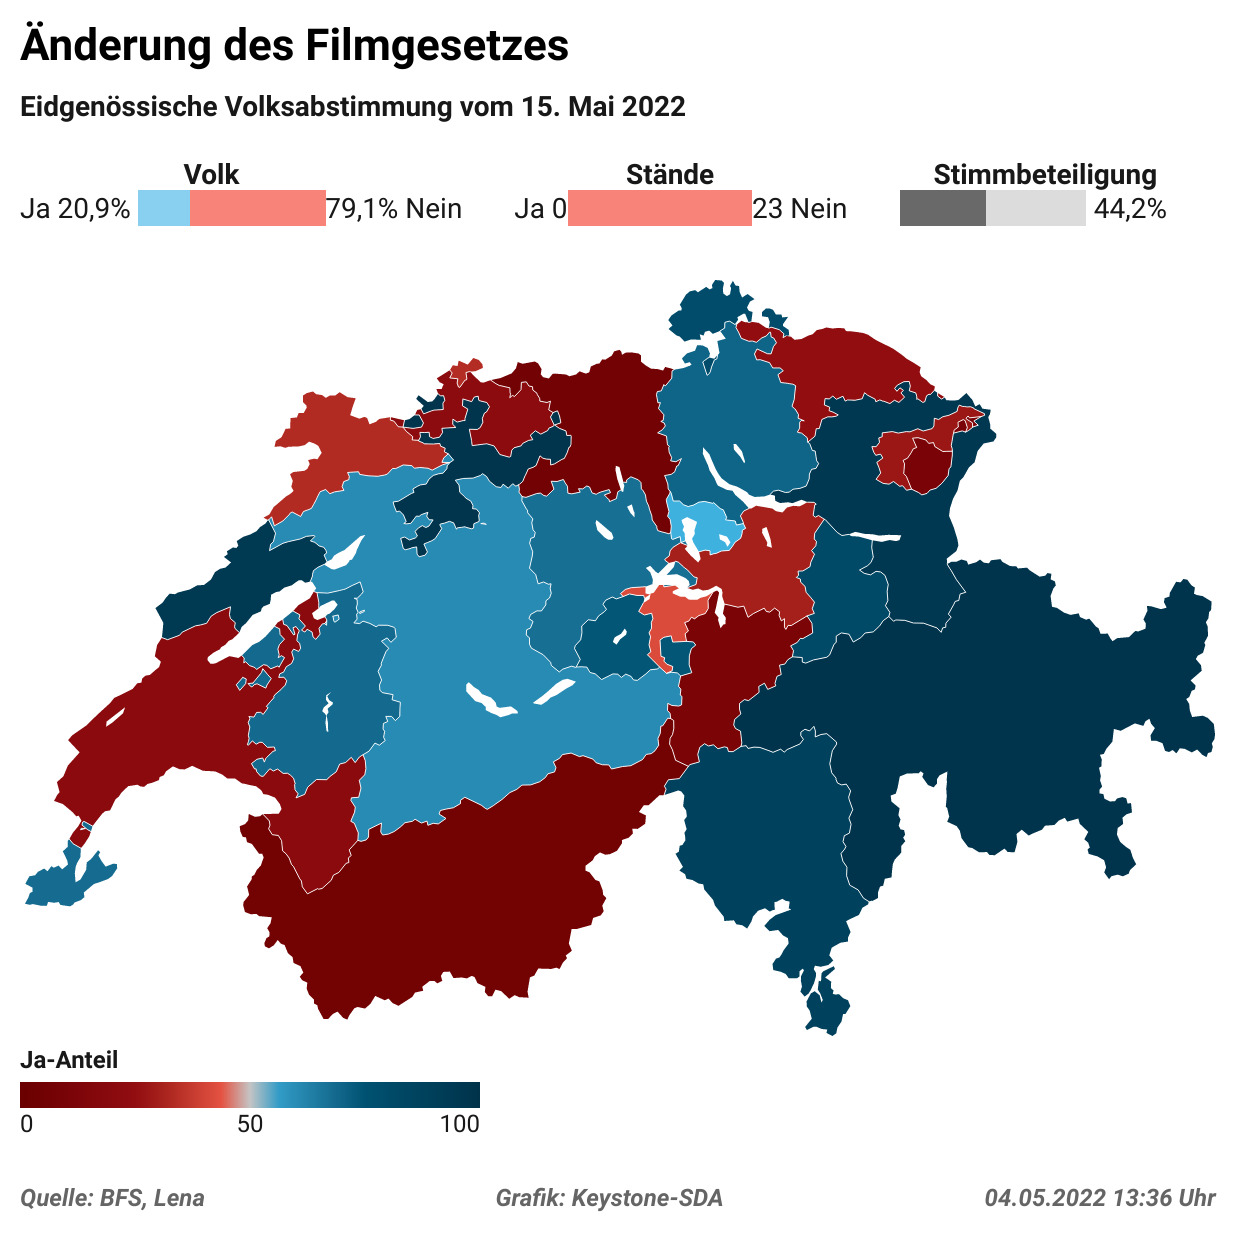 Änderung des Filmgesetzes
Eidgenössische Volksabstimmung vom 15. Mai 2022
Volk Stände Stimmbeteiligung
Ja 20,9% 79,1% Nein Ja 0 23 Nein 44,2%
Ja-Anteil
0 50 100
Quelle: BFS, Lena Grafik: Keystone-SDA 04.05.2022 13:36 Uhr